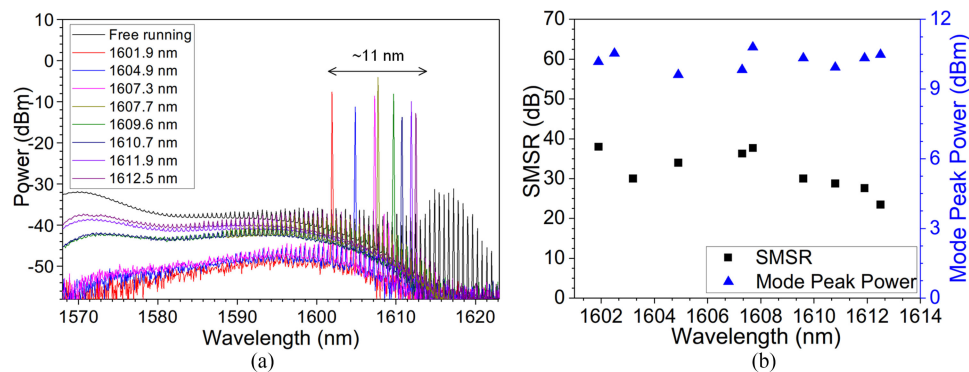 10
0
-10
-20
-30
-40
-50
Power (dBm)
Free running
1601.9 nm
1604.9 nm
1607.3 nm
1607.7 nm
1609.6 nm
1610.7 nm
1611.9 nm
1612.5 nm
~11 nm
1570 1580 1590 1600 1610 1620
Wavelength (nm)
(a)
70
60
50
40
30
20
10
0
SMSR (dB)
SMSR
Mode Peak Power
12
9
6
3
0
Mode Peak Power (dBm)
1602 1604 1606 1608 1610 1612 1614
Wavelength (nm)
(b)